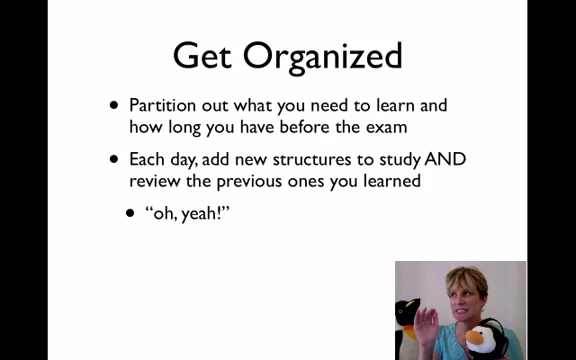 Get Organized
• Partition out what you need to learn and
how long you have before the exam
• Each day, add new structures to study AND
review the previous ones you learned
• “oh, yeah!”